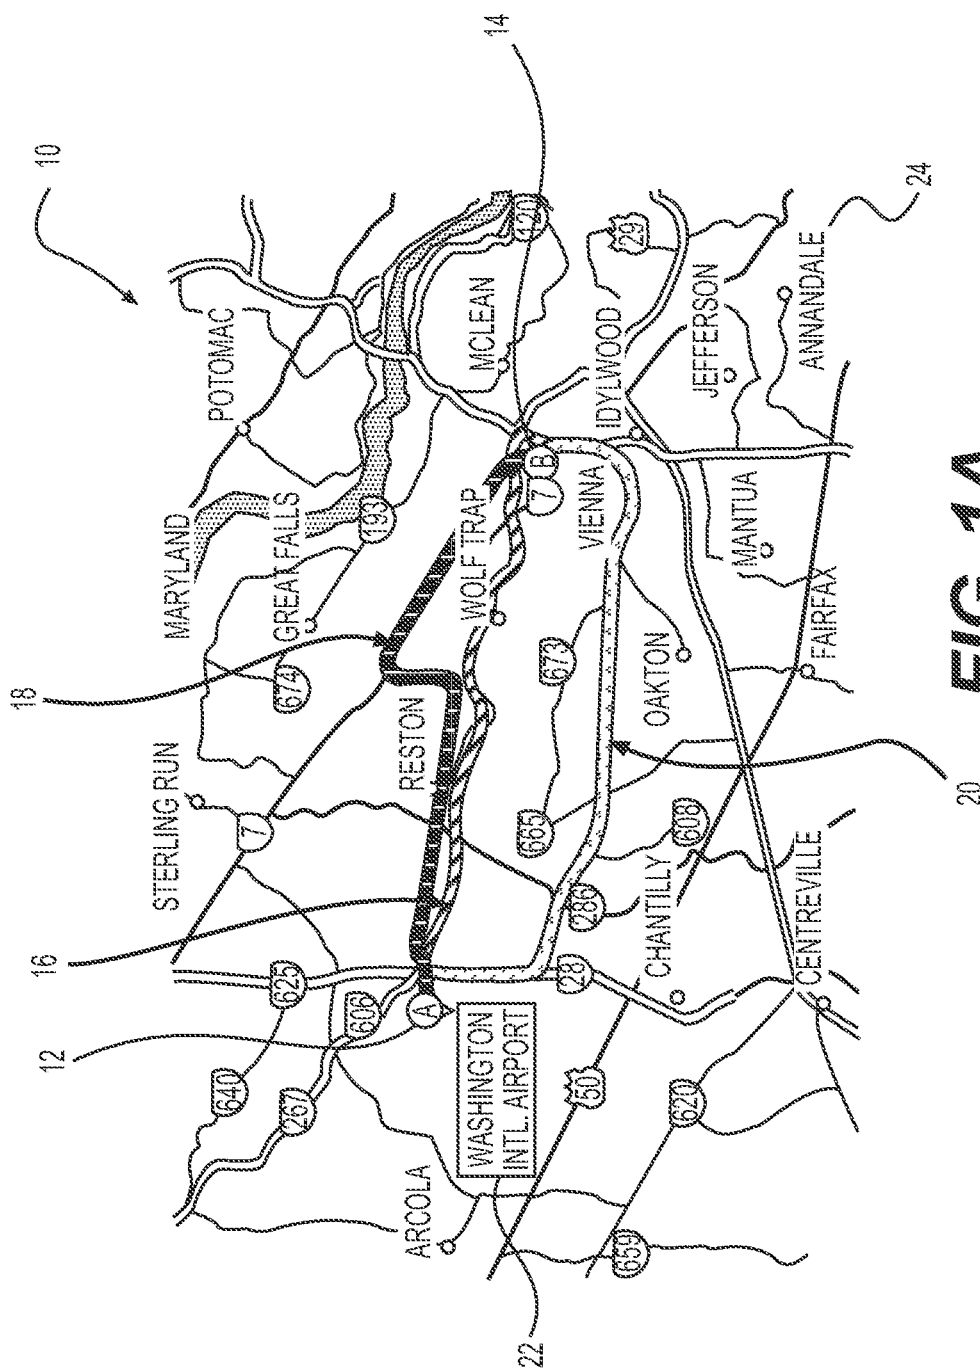 10
14
18
16
12
20
22
24
POTOMAC
MARYLAND
GREAT FALLS
193
674
STERLING RUN
7
625
606
640
267
RESTON
WOLF TRAP
MCLEAN
120
7
B
VIENNA
IDYLWOOD
29
JEFFERSON
ANNANDALE
MANTUA
FAIRFAX
OAKTON
673
665
608
286
CHANTILLY
28
CENTREVILLE
A
WASHINGTON
INTL. AIRPORT
50
620
ARCOLA
659
FIG. 1A